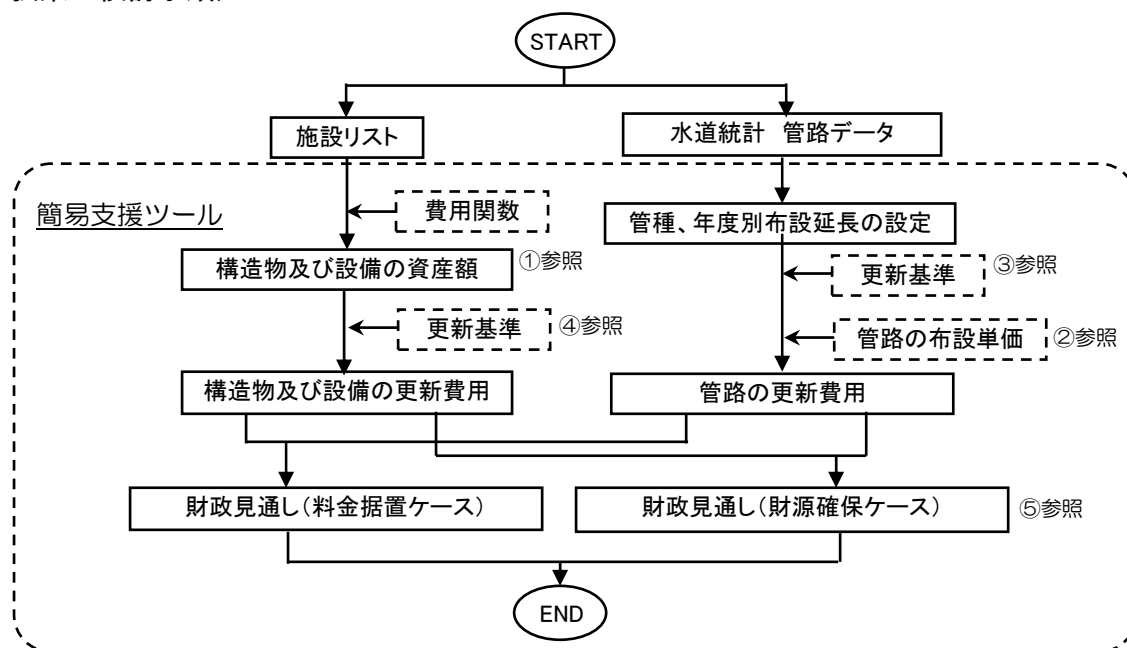 START
施設リスト
水道統計 管路データ
簡易支援ツール
費用関数
管種、年度別布設延長の設定
構造物及び設備の資産額
①参照
更新基準
③参照
更新基準
④参照
管路の布設単価
②参照
構造物及び設備の更新費用
管路の更新費用
財政見通し(料金据置ケース)
財政見通し(財源確保ケース)
⑤参照
END